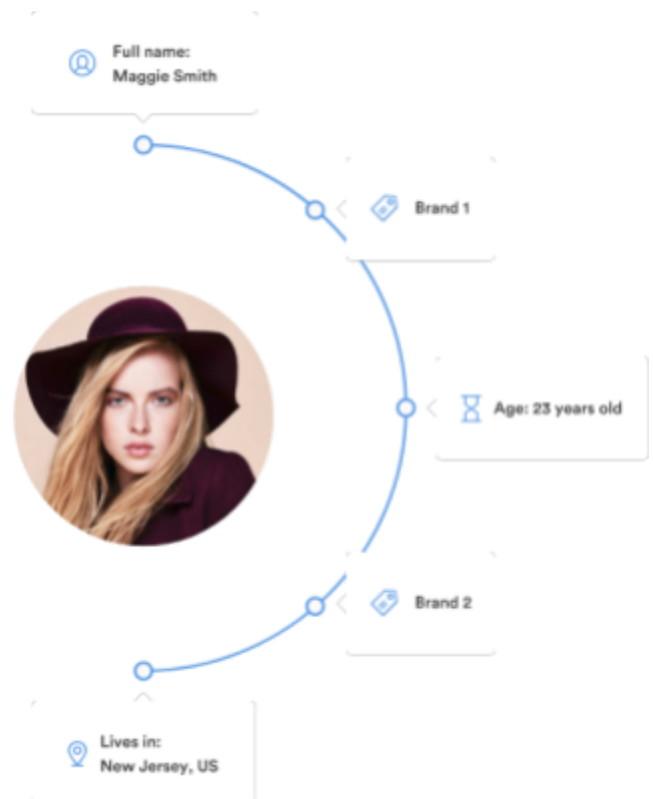 Full name:
Maggie Smith
Brand 1
Age: 23 years old
Brand 2
Lives in:
New Jersey, US